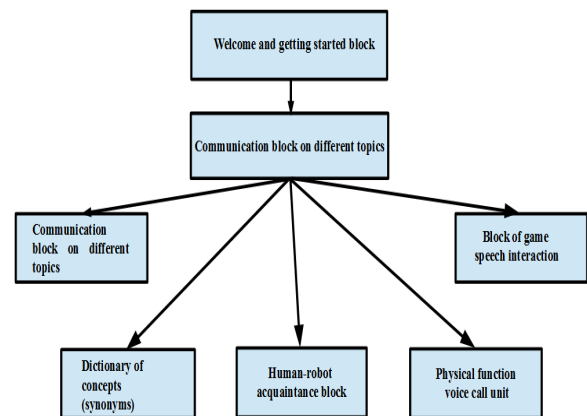 Welcome and getting started block
Communication block on different topics
Communication
block on different
topics
Block of game
speech interaction
Dictionary of
concepts
(synonyms)
Human-robot
acquaintance block
Physical function
voice call unit